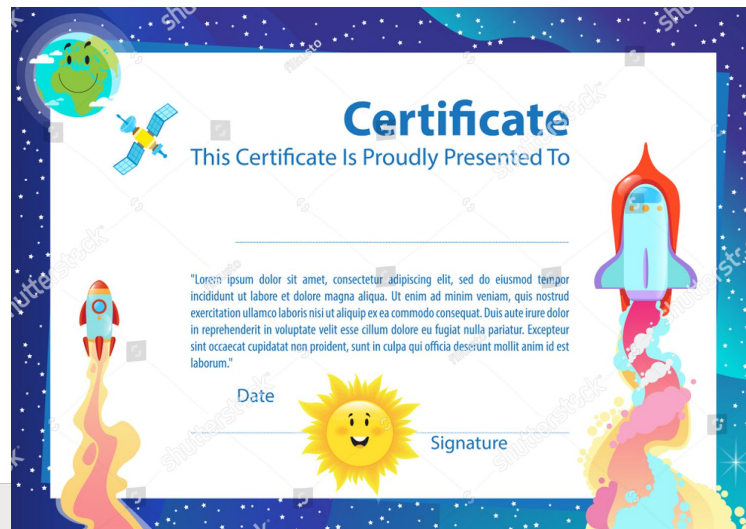 Certificate
This Certificate Is Proudly Presented To
"Lorem ipsum dolor sit amet, consectetur adipiscing elit, sed do eiusmod tempor
incididunt ut labore et dolore magna aliqua. Ut enim ad minim veniam, quis nostrud
exercitation ullamco laboris nisi ut aliquip ex ea commodo consequat. Duis aute irure dolor
in reprehenderit in voluptate velit esse cillum dolore eu fugiat nulla pariatur. Excepteur
sint occaecat cupidatat non proident, sunt in culpa qui officia deserunt mollit anim id est
laborum."
Date
Signature
shutterstock